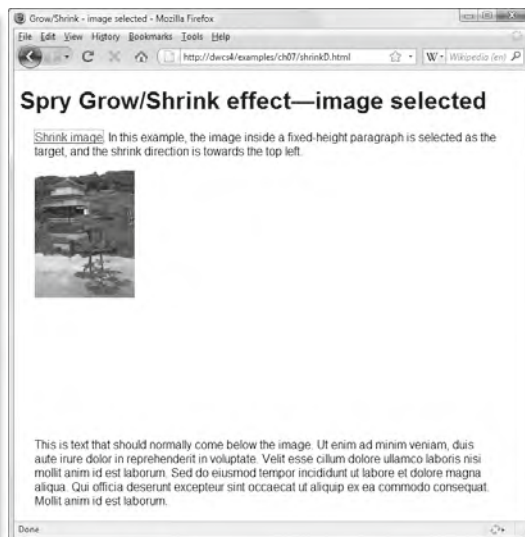 Grow/Shrink - image selected - Mozilla Firefox
File Edit View History Bookmarks Tools Help
http://dwcs4/examples/ch07/shrinkD.html W Wikipedia (en)
Spry Grow/Shrink effect—image selected
Shrink image. In this example, the image inside a fixed-height paragraph is selected as the
target, and the shrink direction is towards the top left.
This is text that should normally come below the image. Ut enim ad minim veniam, duis
aute irure dolor in reprehenderit in voluptate. Velit esse cillum dolore ullamco laboris nisi
mollit anim id est laborum. Sed do eiusmod tempor incididunt ut labore et dolore magna
aliqua. Qui officia deserunt excepteur sint occaecat ut aliquip ex ea commodo consequat.
Mollit anim id est laborum.
Done